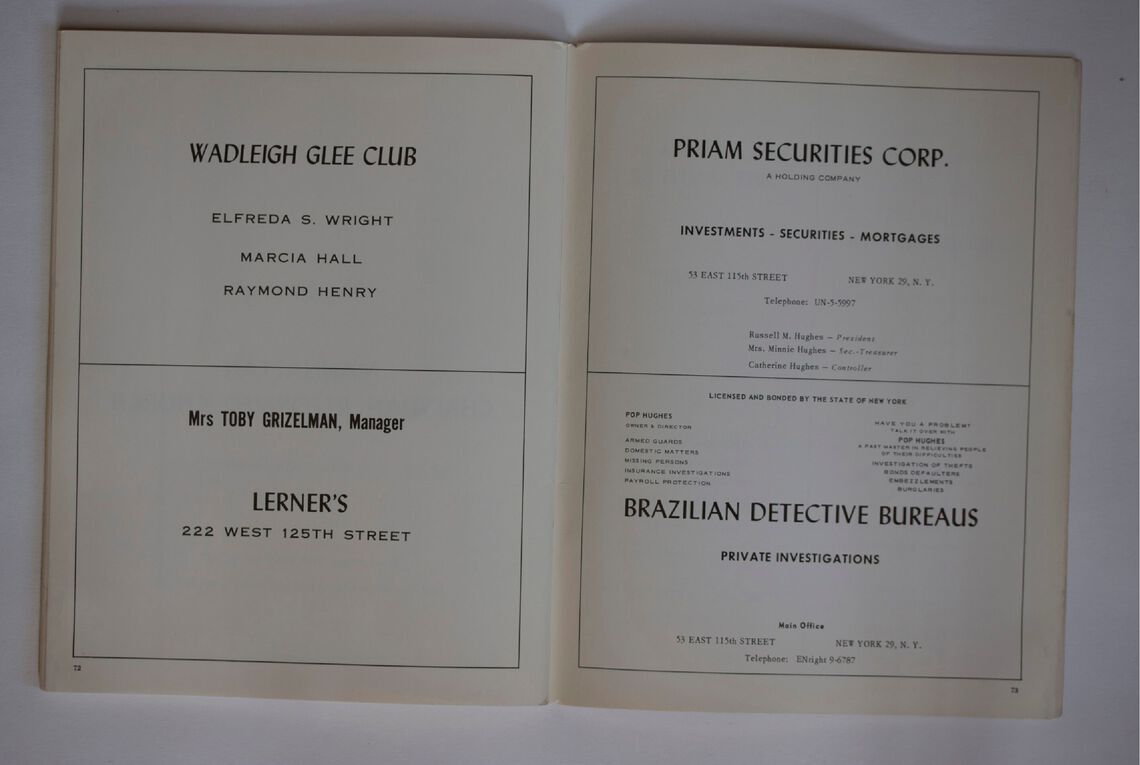 WADLEIGH GLEE CLUB
ELFREDA S. WRIGHT
MARCIA HALL
RAYMOND HENRY
Mrs TOBY GRIZELMAN, Manager
LERNER'S
222 WEST 125TH STREET
72
PRIAM SECURITIES CORP.
A HOLDING COMPANY
INVESTMENTS - SECURITIES - MORTGAGES
53 EAST 115th STREET NEW YORK 29, N. Y.
Telephone: UN-5-5997
Russell M. Hughes — President
Mrs. Minnie Hughes — Sec.-Treasurer
Catherine Hughes — Controller
LICENSED AND BONDED BY THE STATE OF NEW YORK
POP HUGHES
OWNER & DIRECTOR
ARMED GUARDS
DOMESTIC MATTERS
MISSING PERSONS
INSURANCE INVESTIGATIONS
PAYROLL PROTECTION
HAVE YOU A PROBLEM?
TALK IT OVER WITH
POP HUGHES
A PAST MASTER IN RELIEVING PEOPLE
OF THEIR DIFFICULTIES
INVESTIGATION OF THEFTS
BONDS DEFAULTERS
EMBEZZLEMENTS
BURGLARIES
BRAZILIAN DETECTIVE BUREAUS
PRIVATE INVESTIGATIONS
Main Office
53 EAST 115th STREET NEW YORK 29, N. Y.
Telephone: ENright 9-6787
73